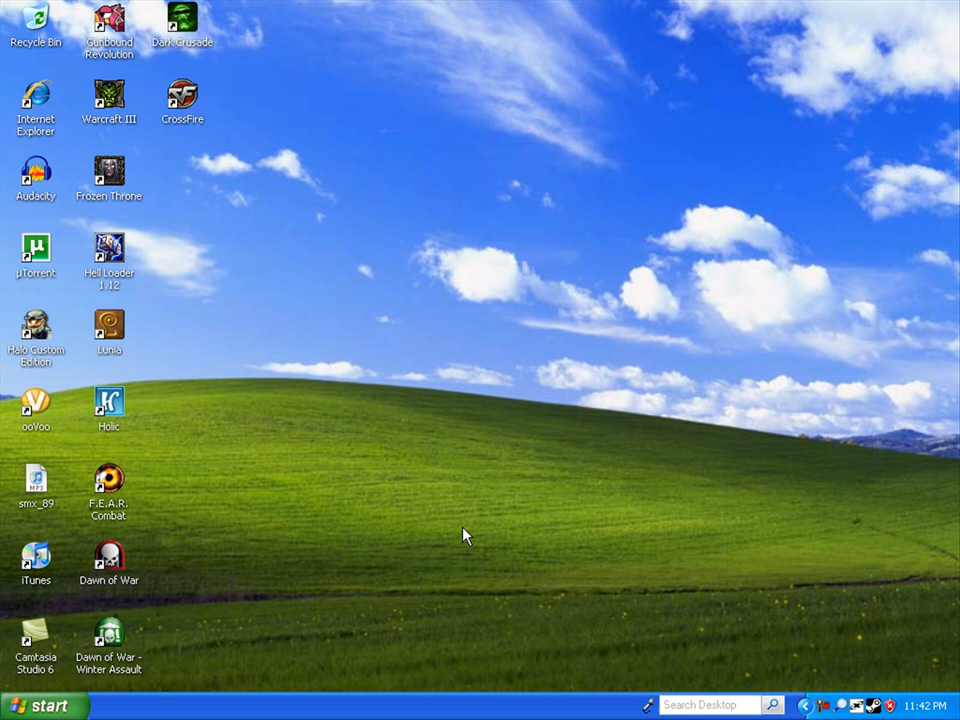 Recycle Bin
Gunbound
Revolution
Dark Crusade
Internet
Explorer
Warcraft III
CrossFire
Audacity
Frozen Throne
µ
µTorrent
Hell Loader
1.12
Halo Custom
Edition
Lunia
ooVoo
Holic
MP3
smx_89
F.E.A.R.
Combat
iTunes
Dawn of War
Camtasia
Studio 6
Dawn of War -
Winter Assault
start
Search Desktop
11:42 PM